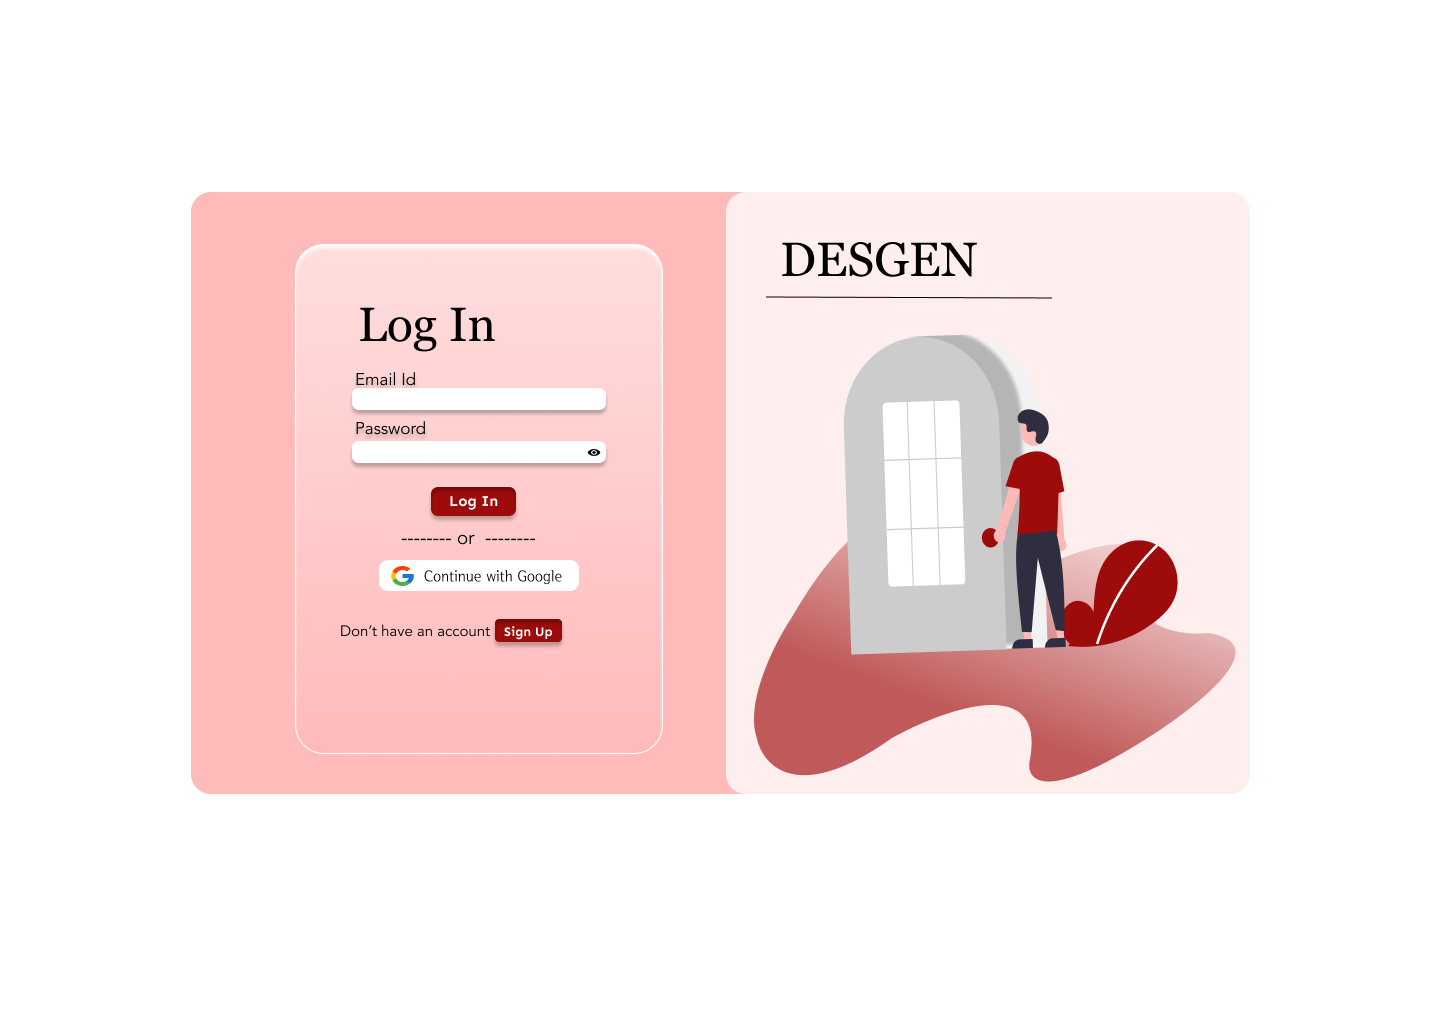 Log In
Email Id
Password
Log In
-------- or --------
Continue with Google
Don't have an account Sign Up
DESGEN